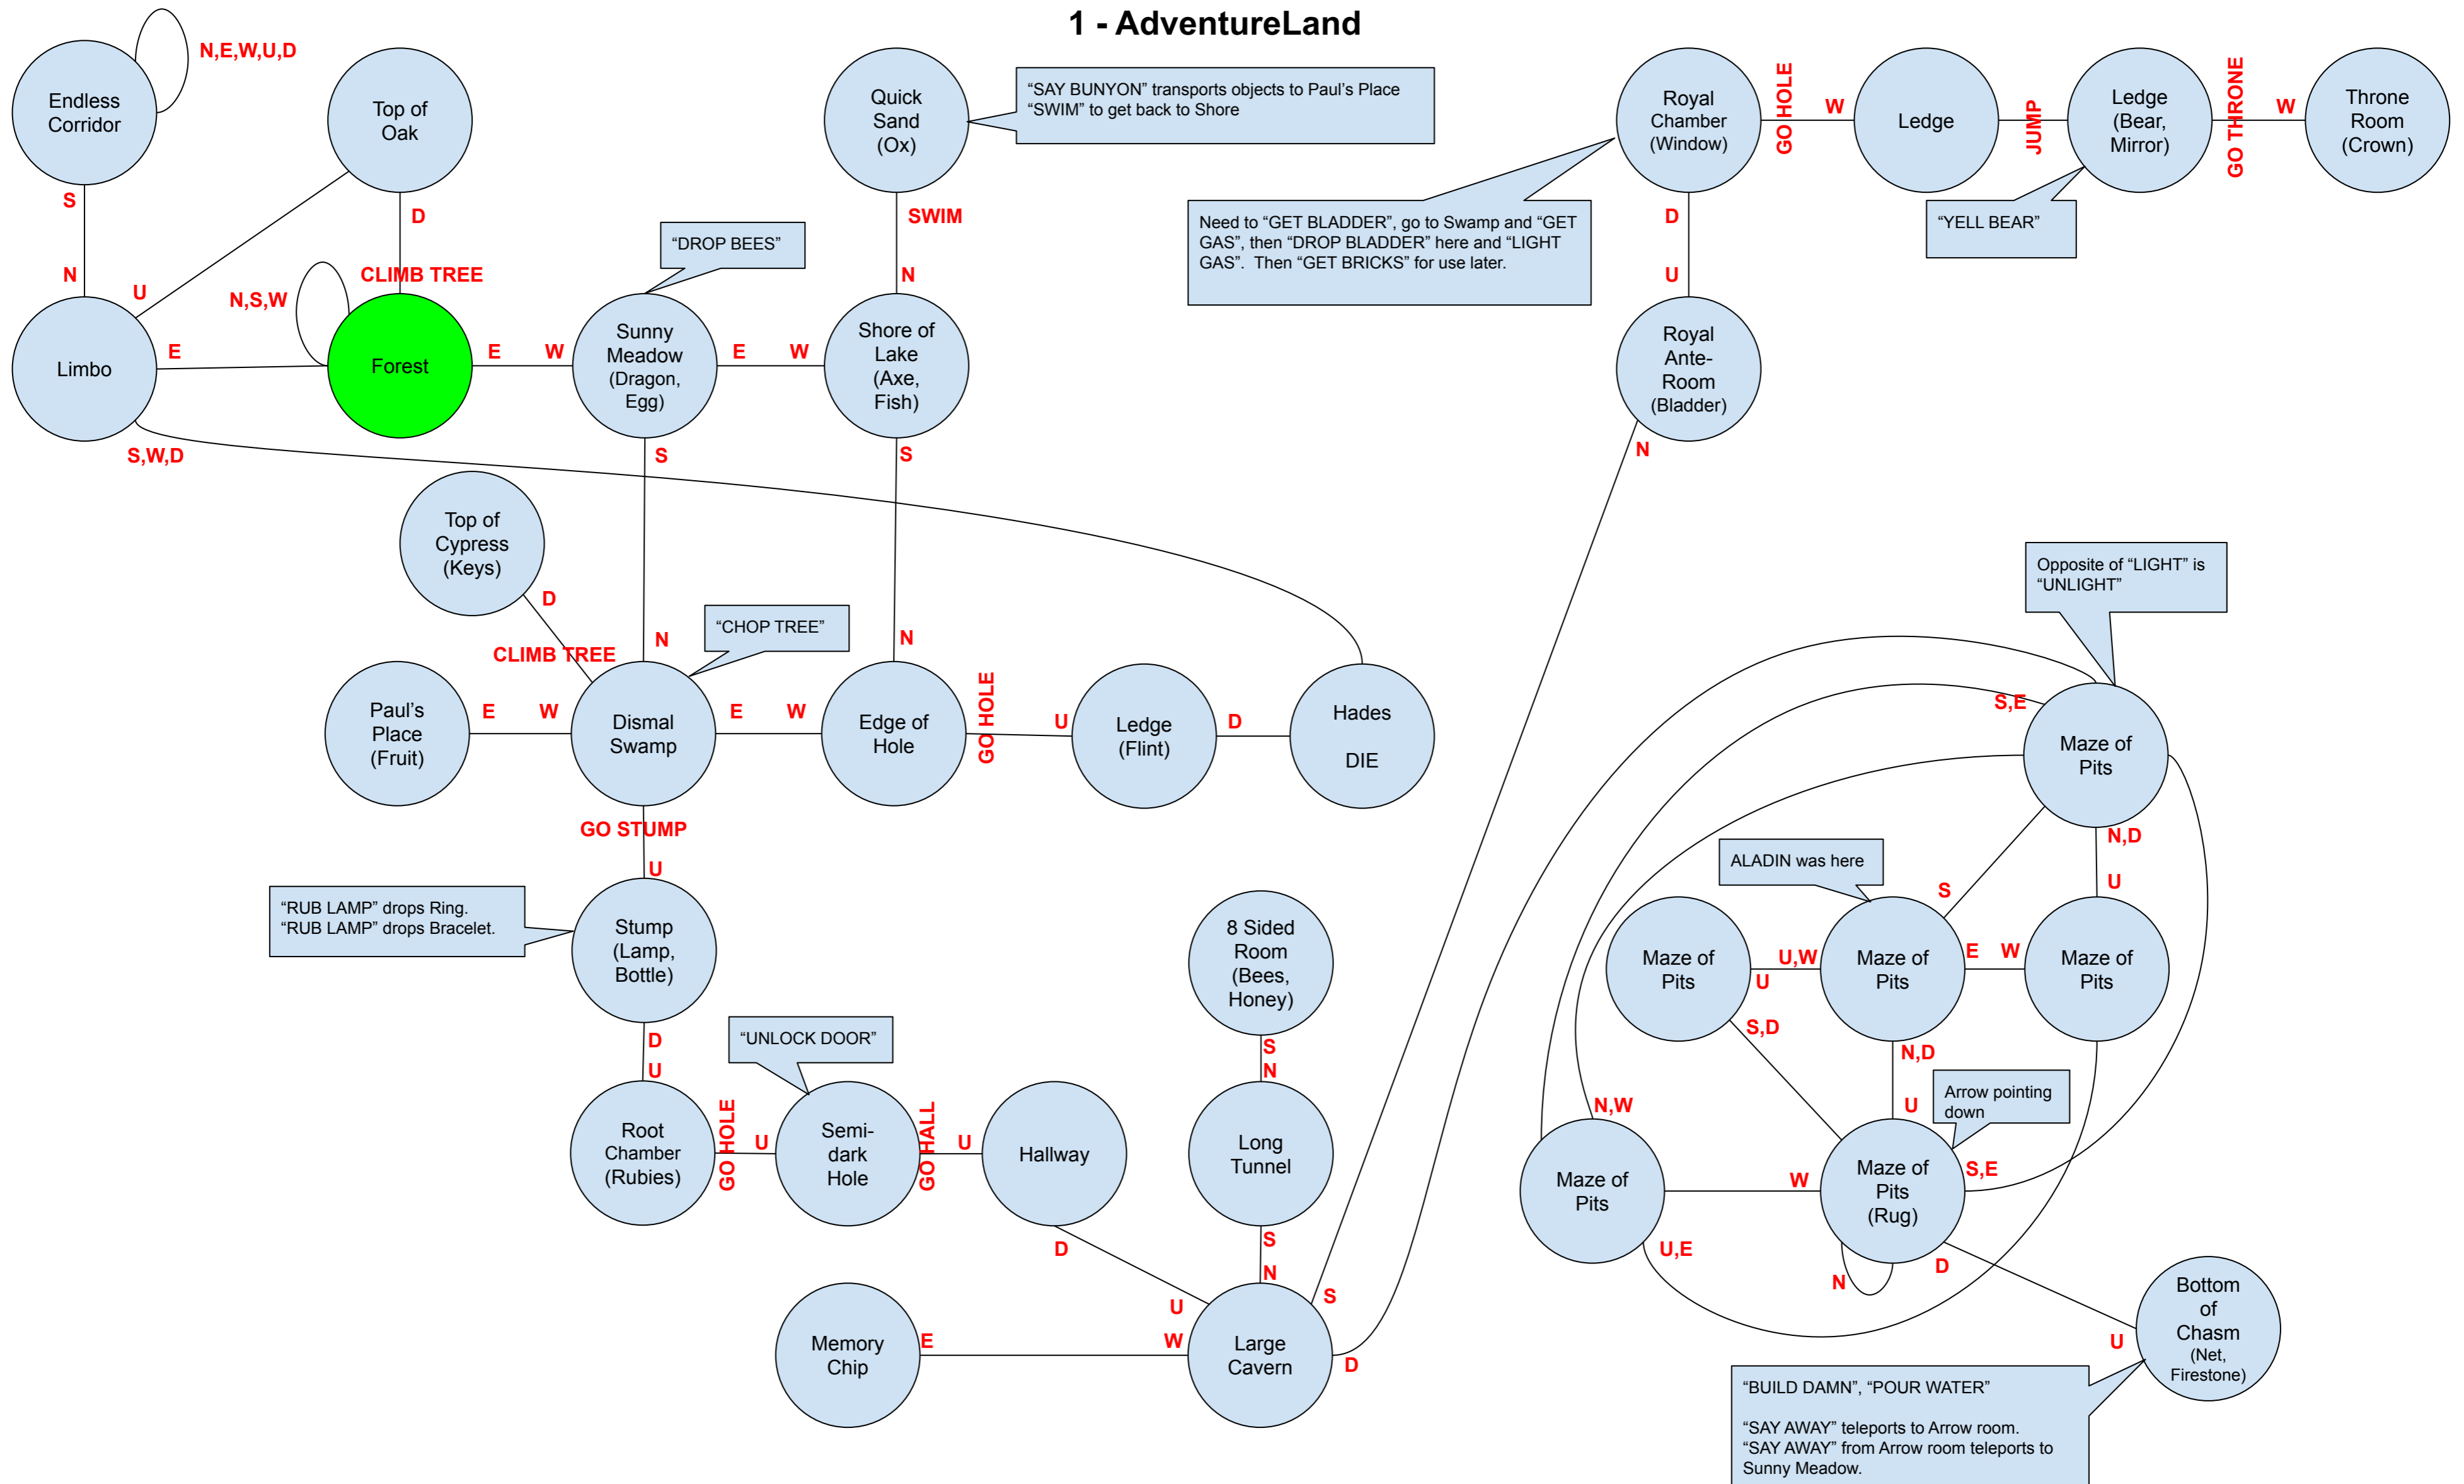 1 - AdventureLand
N,E,W,U,D
Endless
Corridor
Top of
Oak
Quick
Sand
(Ox)
“SAY BUNYON” transports objects to Paul’s Place
“SWIM” to get back to Shore
Royal
Chamber
(Window)
GO HOLE
W
Ledge
JUMP
Ledge
(Bear,
Mirror)
GO THRONE
W
Throne
Room
(Crown)
S
D
SWIM
D
“DROP BEES”
Need to “GET BLADDER”, go to Swamp and “GET
GAS”, then “DROP BLADDER” here and “LIGHT
GAS”.  Then “GET BRICKS” for use later.
“YELL BEAR”
N
U
N,S,W
CLIMB TREE
N
U
Limbo
E
Forest
E
W
Sunny
Meadow
(Dragon,
Egg)
E
W
Shore of
Lake
(Axe,
Fish)
Royal
Ante-
Room
(Bladder)
S,W,D
S
S
N
Top of
Cypress
(Keys)
D
“CHOP TREE”
Opposite of “LIGHT” is
“UNLIGHT”
CLIMB TREE
N
N
Paul’s
Place
(Fruit)
E
W
Dismal
Swamp
E
W
Edge of
Hole
GO HOLE
U
Ledge
(Flint)
D
Hades
DIE
S,E
Maze of
Pits
GO STUMP
U
N,D
ALADIN was here
S
U
“RUB LAMP” drops Ring.
“RUB LAMP” drops Bracelet.
Stump
(Lamp,
Bottle)
8 Sided
Room
(Bees,
Honey)
Maze of
Pits
U,W
U
Maze of
Pits
E
W
Maze of
Pits
S,D
D
U
“UNLOCK DOOR”
S
N
N,D
Arrow pointing
down
N,W
U
Root
Chamber
(Rubies)
GO HOLE
U
Semi-
dark
Hole
GO HALL
U
Hallway
Long
Tunnel
Maze of
Pits
W
Maze of
Pits
(Rug)
S,E
D
S
N
U,E
N
D
U
S
Bottom
of
Chasm
(Net,
Firestone)
U
Memory
Chip
E
W
Large
Cavern
D
“BUILD DAMN”, “POUR WATER”
“SAY AWAY” teleports to Arrow room.
“SAY AWAY” from Arrow room teleports to
Sunny Meadow.